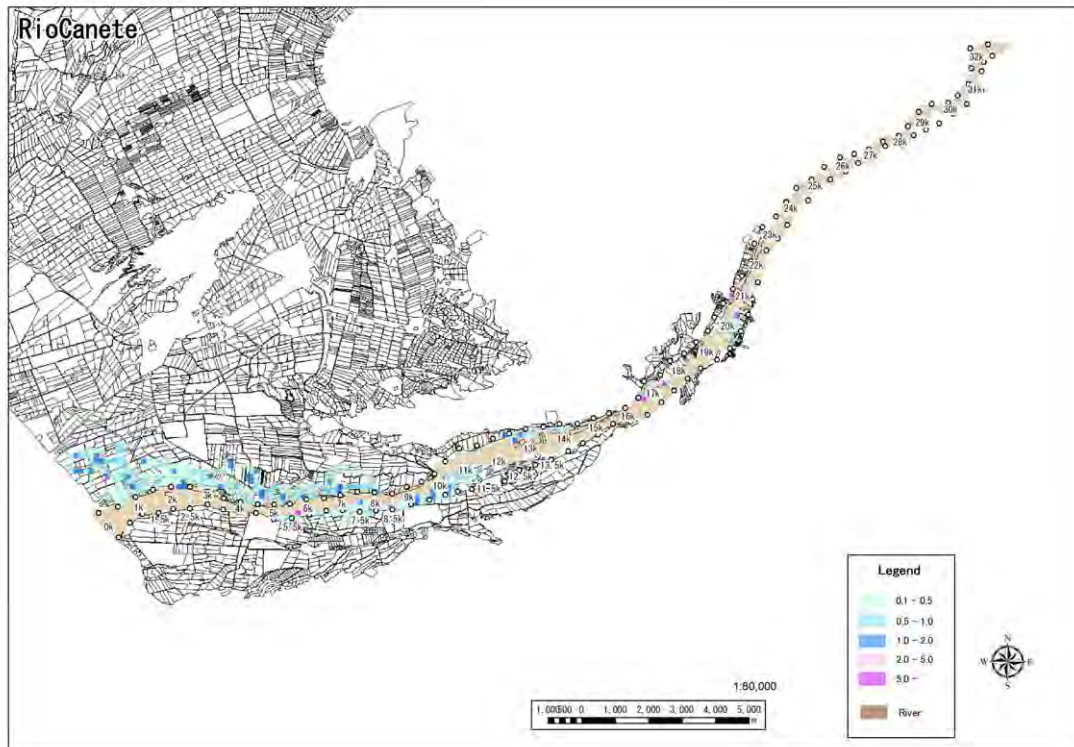 RioCanete
32k
31k
30k
29k
28k
27k
26k
25k
24k
23k
22k
21k
20k
19k
18k
17k
16k
15k
14k
13k
13.5k
12k
12.5k
11k
11.5k
10k
9k
8k
8.5k
7k
7.5k
6k
5k
5.5k
4k
3k
2k
2.5k
1k
1.5k
0k
Legend
0.1 - 0.5
0.5 - 1.0
1.0 - 2.0
2.0 - 5.0
5.0 -
River
N
W E
S
1:60,000
0 1,000 2,000 3,000 4,000 5,000
m